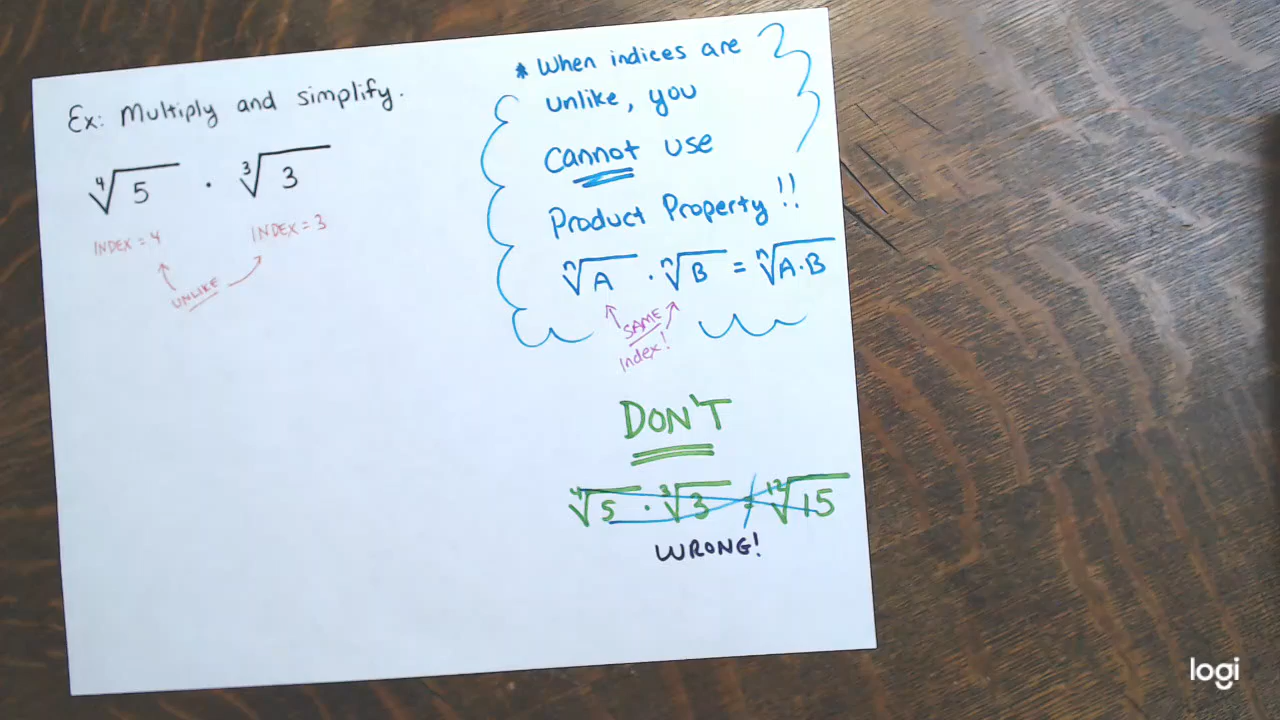 Ex: Multiply and simplify.
⁴√5 · ³√3
INDEX = 4 INDEX = 3
UNLIKE
* When indices are
unlike, you
cannot use
Product Property!!
ⁿ√A · ⁿ√B = ⁿ√A·B
SAME
Index!
DON'T
⁴√5 · ³√3 = ¹²√15
WRONG!
logi